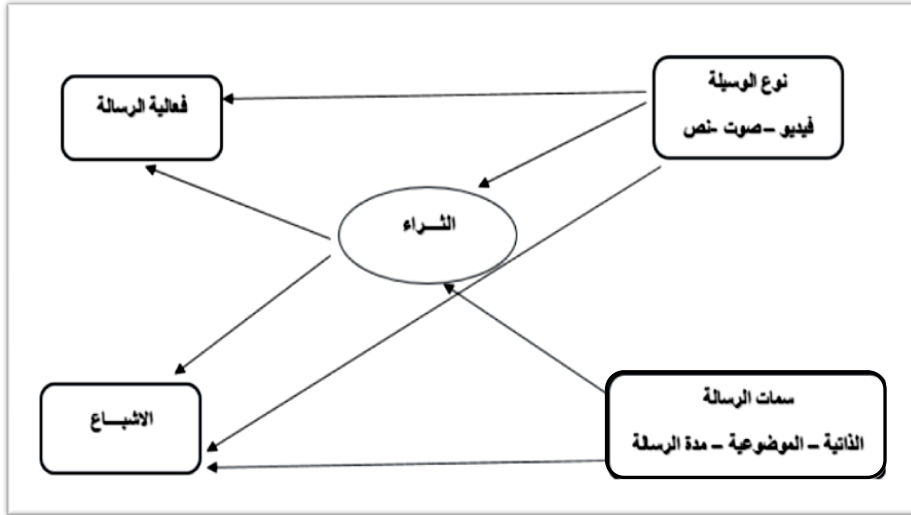 نوع الوسيلة
فيديو – صوت -نص
فعالية الرسالة
الثـــراء
سمات الرسالة
الذاتية – الموضوعية – مدة الرسالة
الاشبـــاع